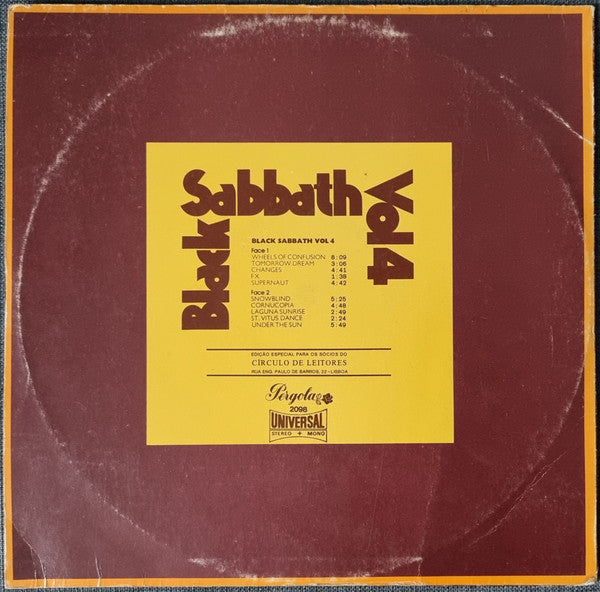 Black Sabbath Vol 4
BLACK SABBATH VOL 4
Face 1
WHEELS OF CONFUSION 8:09
TOMORROW DREAM 3:06
CHANGES 4:41
FX 1:38
SUPERNAUT 4:42
Face 2
SNOWBLIND 5:25
CORNUCOPIA 4:48
LAGUNA SUNRISE 2:49
ST. VITUS DANCE 2:24
UNDER THE SUN 5:49
EDIÇÃO ESPECIAL PARA OS SÓCIOS DO
CÍRCULO DE LEITORES
RUA ENG. PAULO DE BARROS, 22-LISBOA
Pérgola
2098
UNIVERSAL
STEREO + MONO